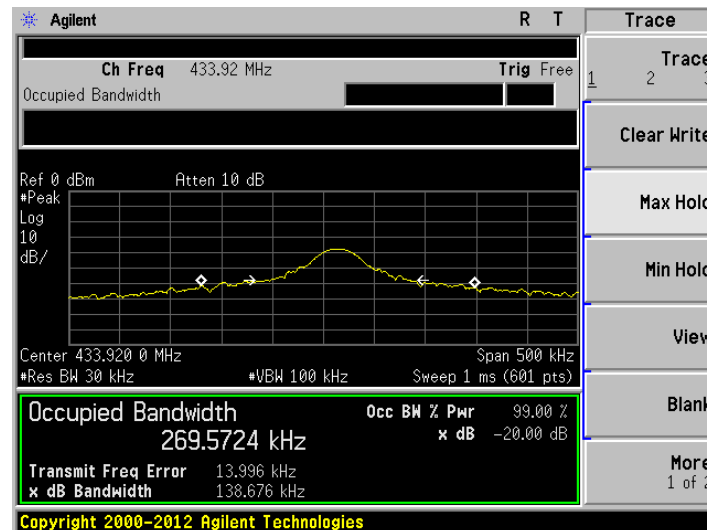 Agilent R T Trace
Ch Freq 433.92 MHz Trig Free
Occupied Bandwidth
Trace
1 2 3
Clear Write
Max Hold
Min Hold
View
Blank
More
1 of 2
Ref 0 dBm Atten 10 dB
#Peak
Log
10
dB/
Center 433.920 0 MHz Span 500 kHz
#Res BW 30 kHz #VBW 100 kHz Sweep 1 ms (601 pts)
Occupied Bandwidth Occ BW % Pwr 99.00 %
269.5724 kHz x dB -20.00 dB
Transmit Freq Error 13.996 kHz
x dB Bandwidth 138.676 kHz
Copyright 2000-2012 Agilent Technologies